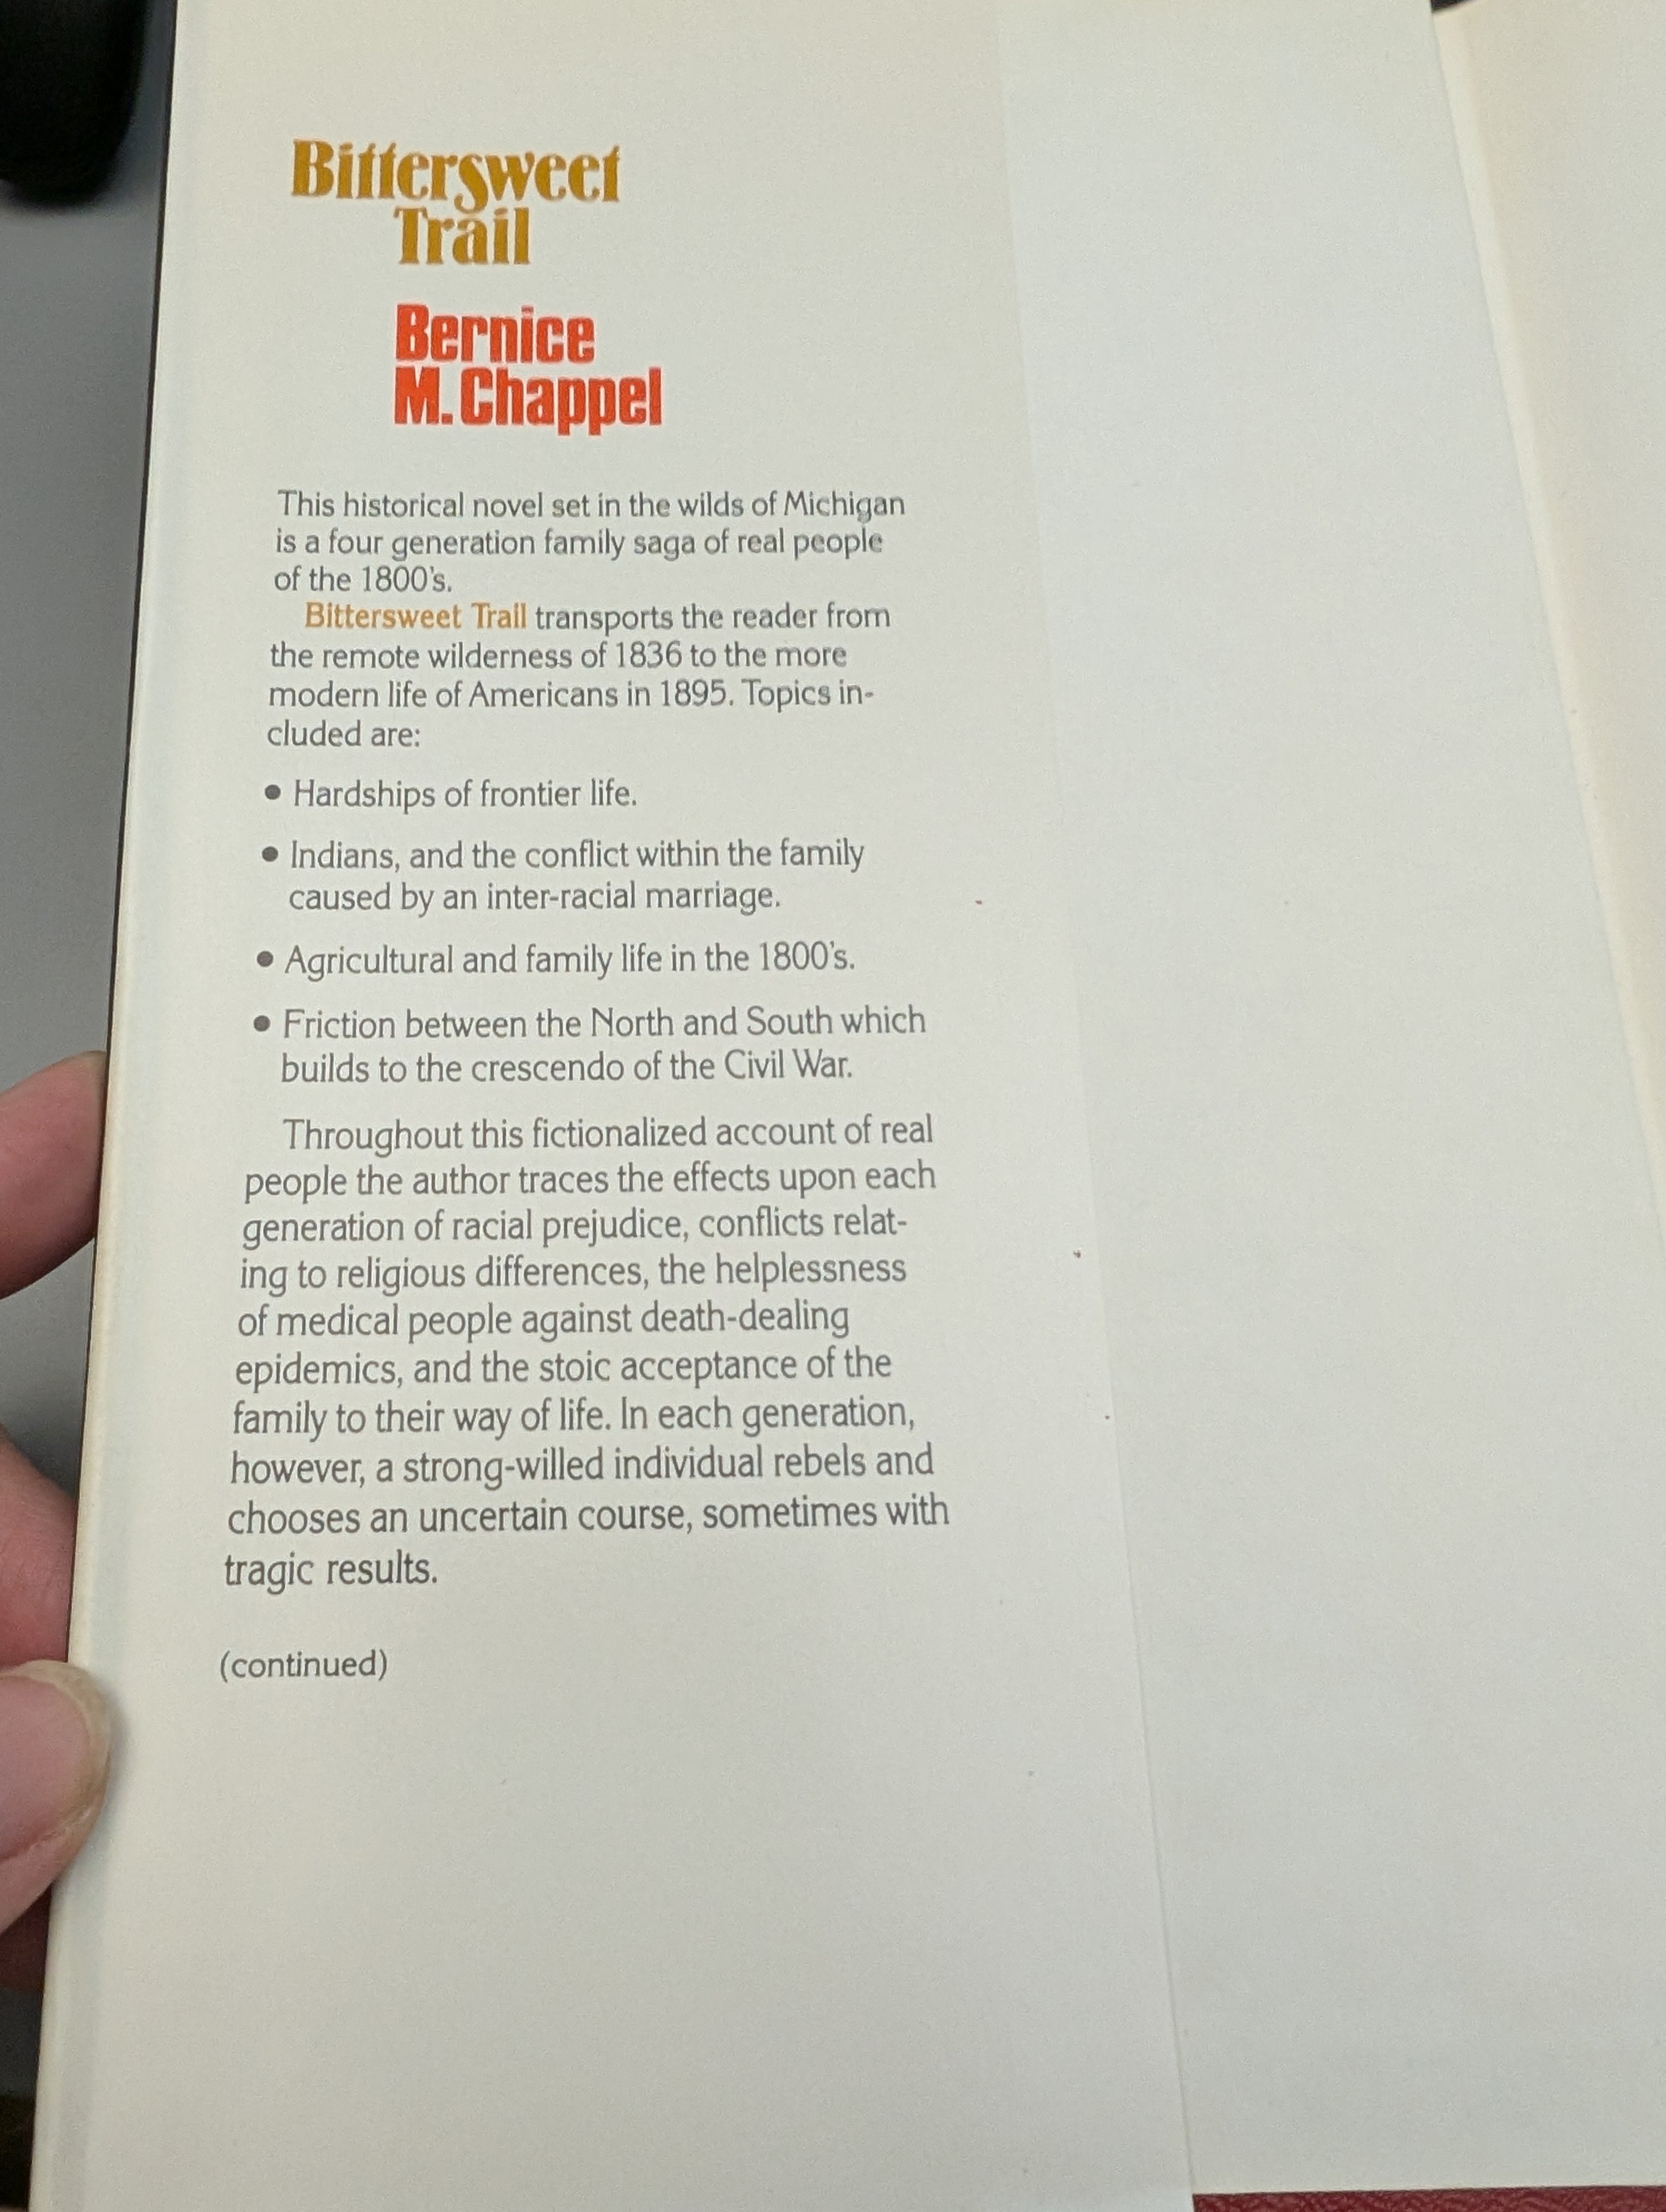 Bittersweet
Trail
Bernice
M. Chappel
This historical novel set in the wilds of Michigan
is a four generation family saga of real people
of the 1800's.
Bittersweet Trail transports the reader from
the remote wilderness of 1836 to the more
modern life of Americans in 1895. Topics in-
cluded are:
• Hardships of frontier life.
• Indians, and the conflict within the family
caused by an inter-racial marriage.
• Agricultural and family life in the 1800's.
• Friction between the North and South which
builds to the crescendo of the Civil War.
Throughout this fictionalized account of real
people the author traces the effects upon each
generation of racial prejudice, conflicts relat-
ing to religious differences, the helplessness
of medical people against death-dealing
epidemics, and the stoic acceptance of the
family to their way of life. In each generation,
however, a strong-willed individual rebels and
chooses an uncertain course, sometimes with
tragic results.
(continued)